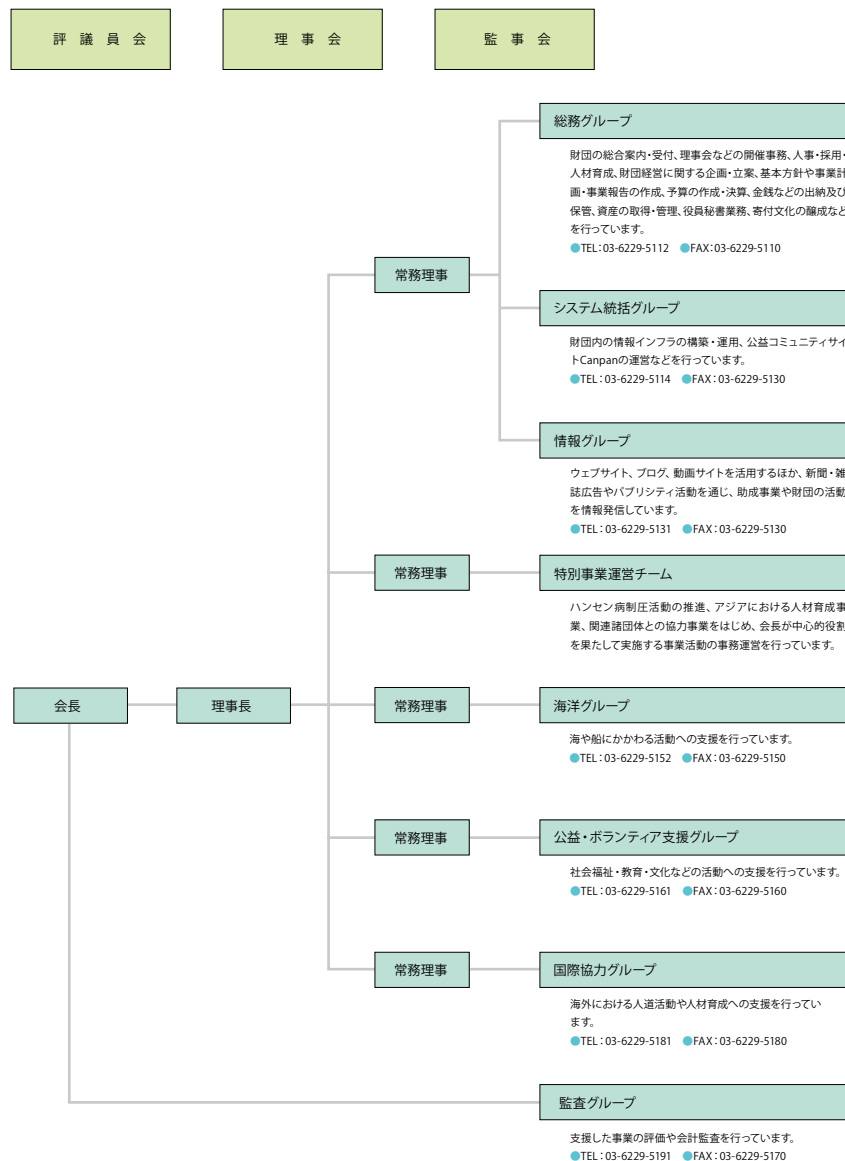 評議員会
理事会
監事会
総務グループ
財団の総合案内・受付、理事会などの開催事務、人事・採用・
人材育成、財団経営に関する企画・立案、基本方針や事業計
画・事業報告の作成、予算の作成・決算、金銭などの出納及び
保管、資産の取得・管理、役員秘書業務、寄付文化の醸成など
を行っています。
●TEL:03-6229-5112 ●FAX:03-6229-5110
常務理事
システム統括グループ
財団内の情報インフラの構築・運用、公益コミュニティサイ
トCanpanの運営などを行っています。
●TEL:03-6229-5114 ●FAX:03-6229-5130
情報グループ
ウェブサイト、ブログ、動画サイトを活用するほか、新聞・雑
誌広告やパブリシティ活動を通じ、助成事業や財団の活動
を情報発信しています。
●TEL:03-6229-5131 ●FAX:03-6229-5130
常務理事
特別事業運営チーム
ハンセン病制圧活動の推進、アジアにおける人材育成事
業、関連諸団体との協力事業をはじめ、会長が中心的役割
を果たして実施する事業活動の事務運営を行っています。
会長
理事長
常務理事
海洋グループ
海や船にかかわる活動への支援を行っています。
●TEL:03-6229-5152 ●FAX:03-6229-5150
常務理事
公益・ボランティア支援グループ
社会福祉・教育・文化などの活動への支援を行っています。
●TEL:03-6229-5161 ●FAX:03-6229-5160
常務理事
国際協力グループ
海外における人道活動や人材育成への支援を行ってい
ます。
●TEL:03-6229-5181 ●FAX:03-6229-5180
監査グループ
支援した事業の評価や会計監査を行っています。
●TEL:03-6229-5191 ●FAX:03-6229-5170